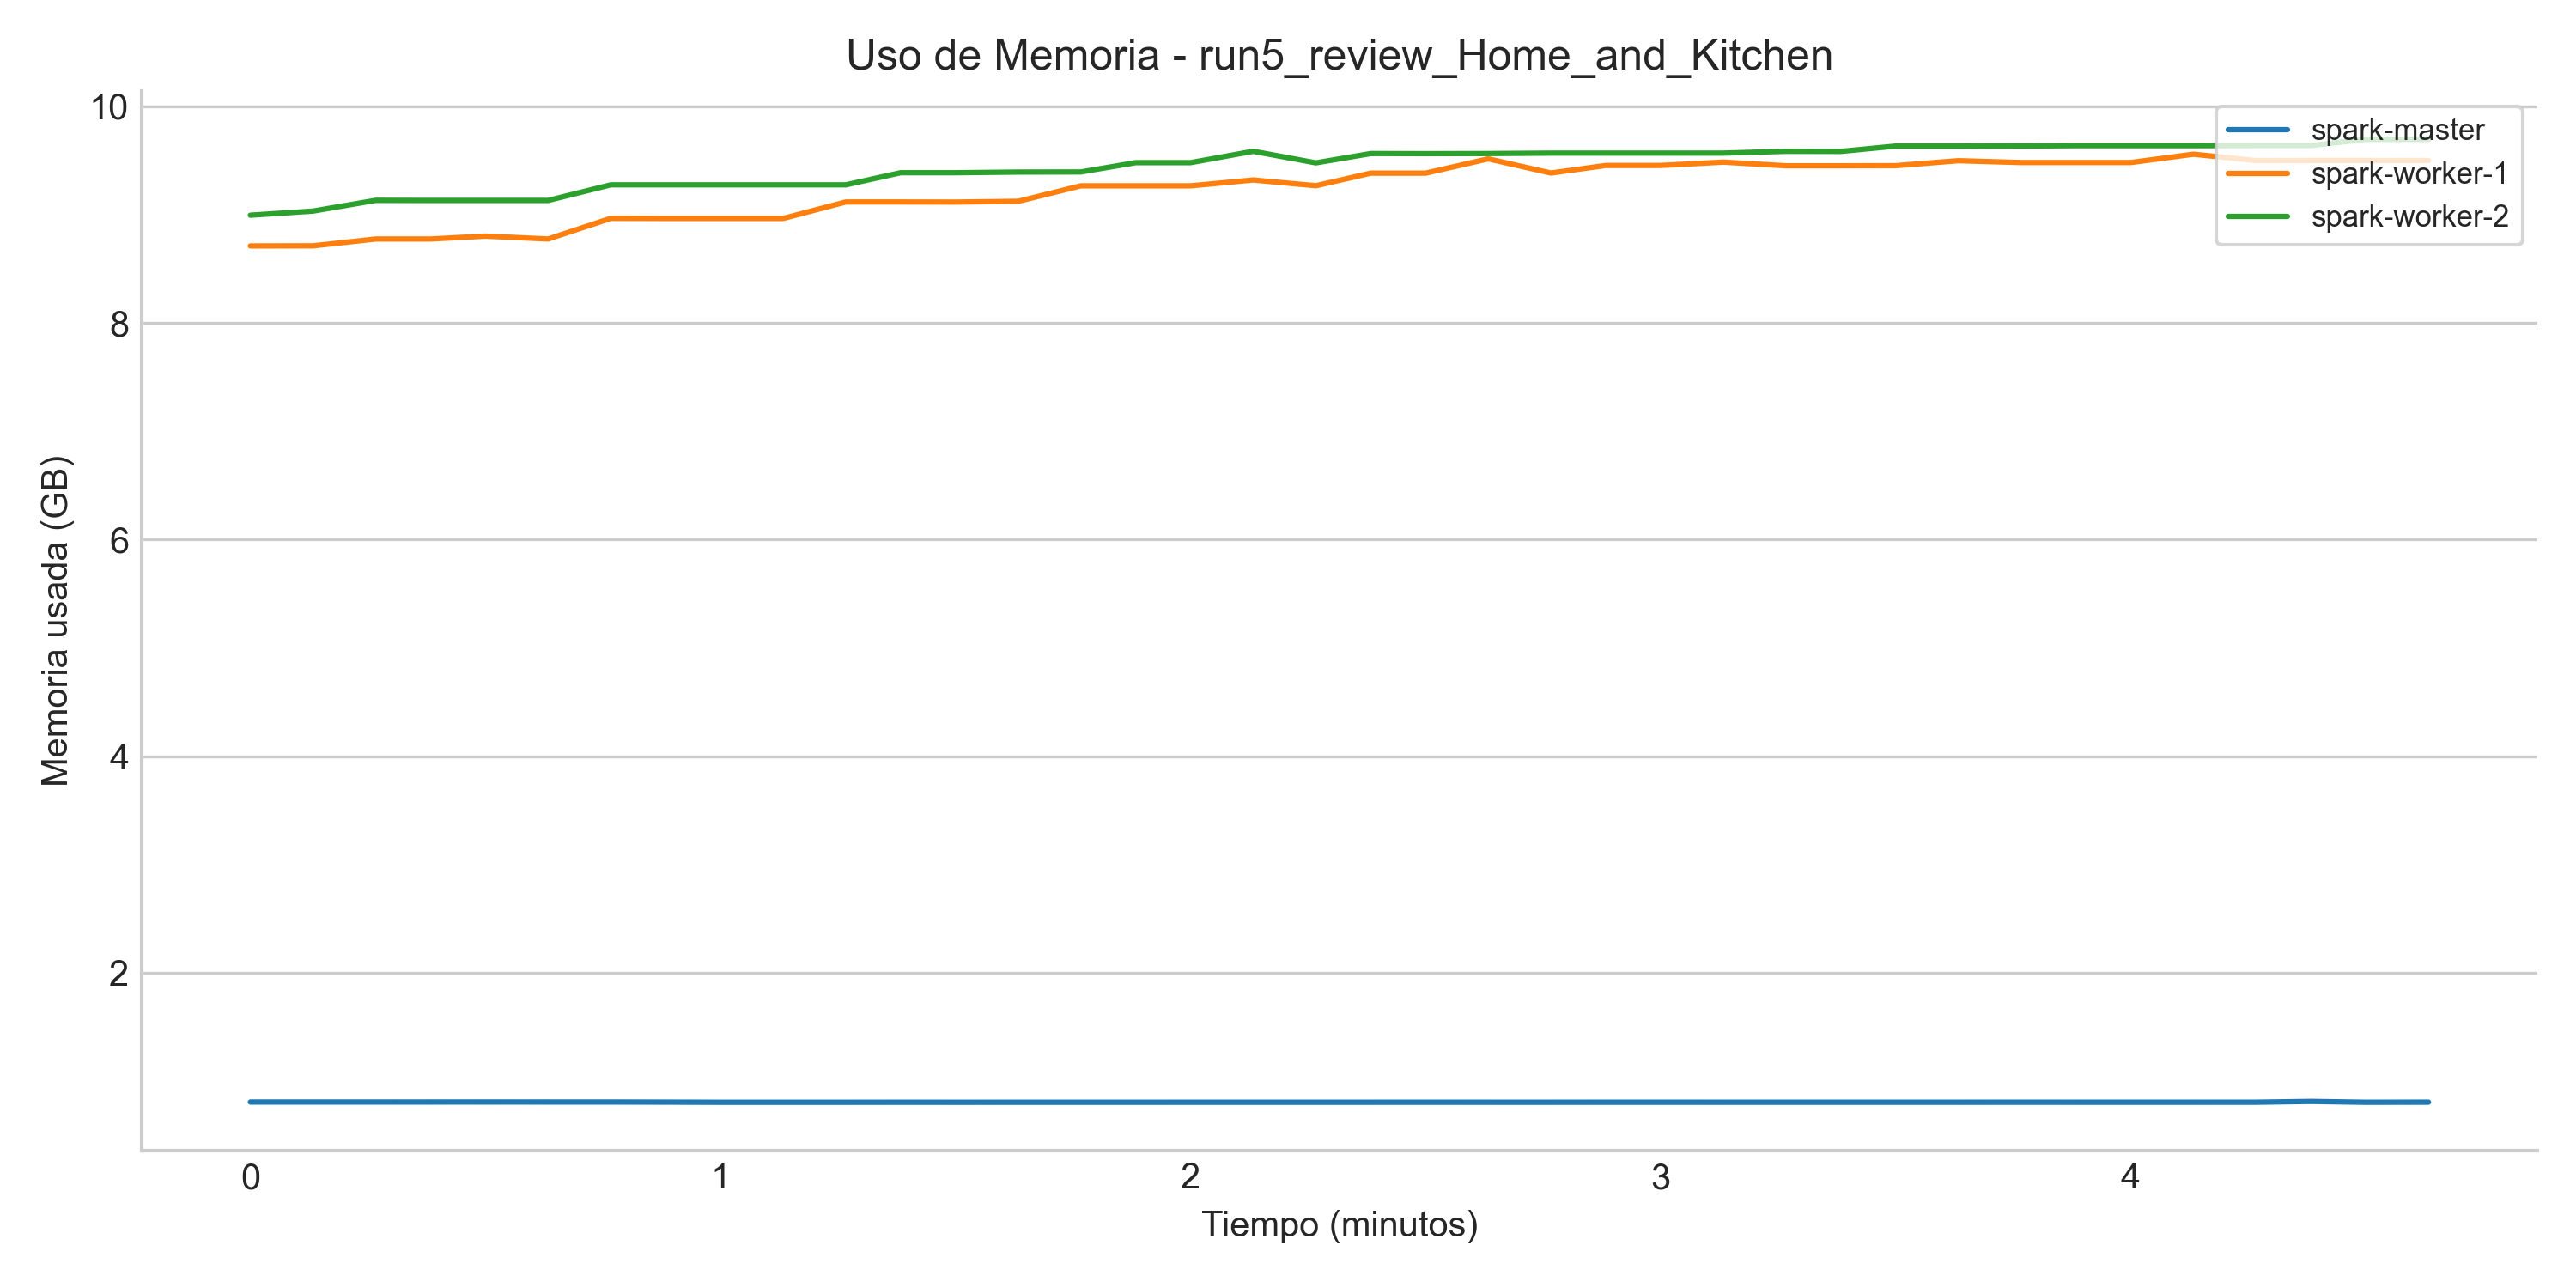 Uso de Memoria - run5_review_Home_and_Kitchen
10
8
6
4
2
Memoria usada (GB)
spark-master
spark-worker-1
spark-worker-2
0 1 2 3 4
Tiempo (minutos)